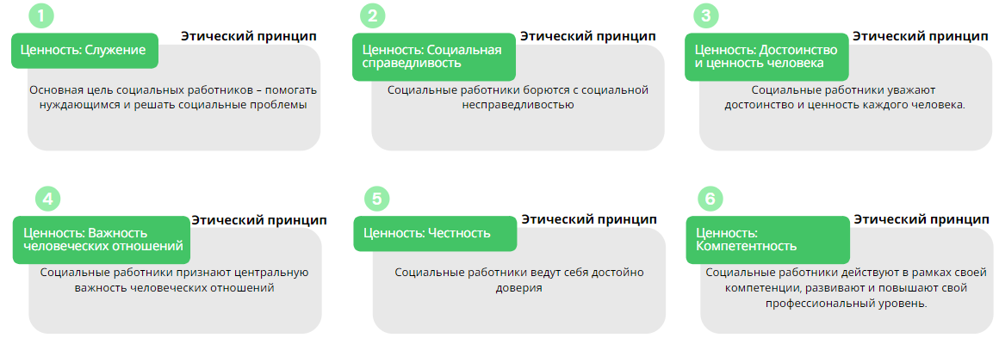 1
Этический принцип
Ценность: Служение
Основная цель социальных работников – помогать
нуждающимся и решать социальные проблемы
2
Этический принцип
Ценность: Социальная
справедливость
Социальные работники борются с социальной
несправедливостью
3
Этический принцип
Ценность: Достоинство
и ценность человека
Социальные работники уважают
достоинство и ценность каждого человека.
4
Этический принцип
Ценность: Важность
человеческих отношений
Социальные работники признают центральную
важность человеческих отношений
5
Этический принцип
Ценность: Честность
Социальные работники ведут себя достойно
доверия
6
Этический принцип
Ценность:
Компетентность
Социальные работники действуют в рамках своей
компетенции, развивают и повышают свой
профессиональный уровень.